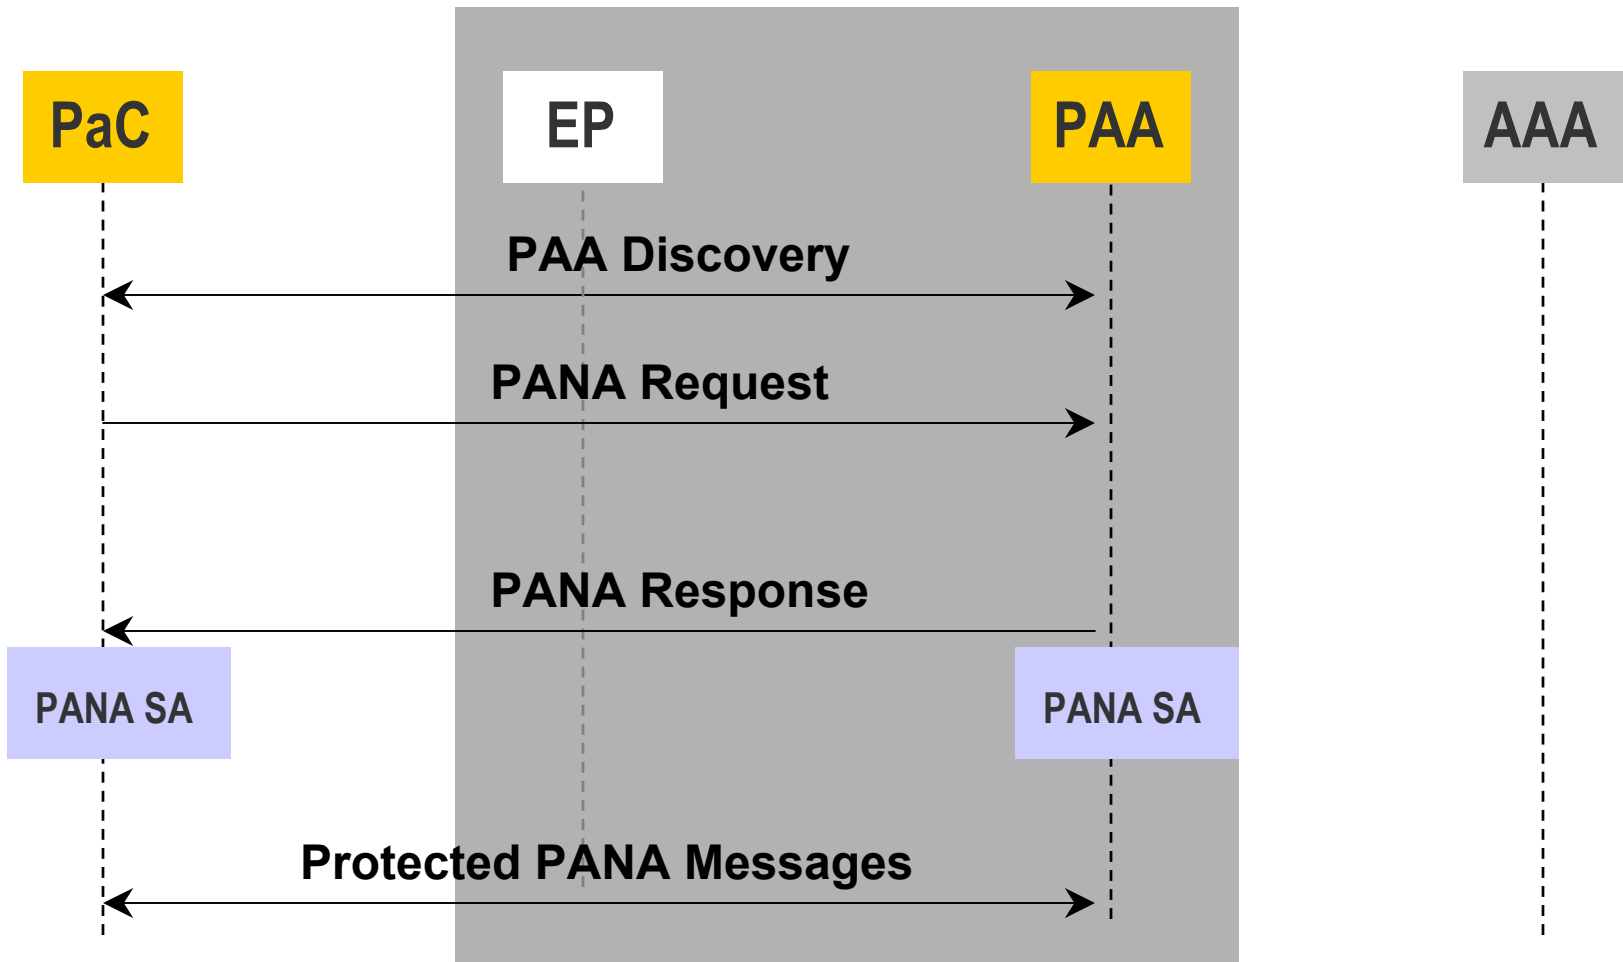 PaC
EP
PAA
AAA
PAA Discovery
PANA Request
PANA Response
PANA SA
PANA SA
Protected PANA Messages